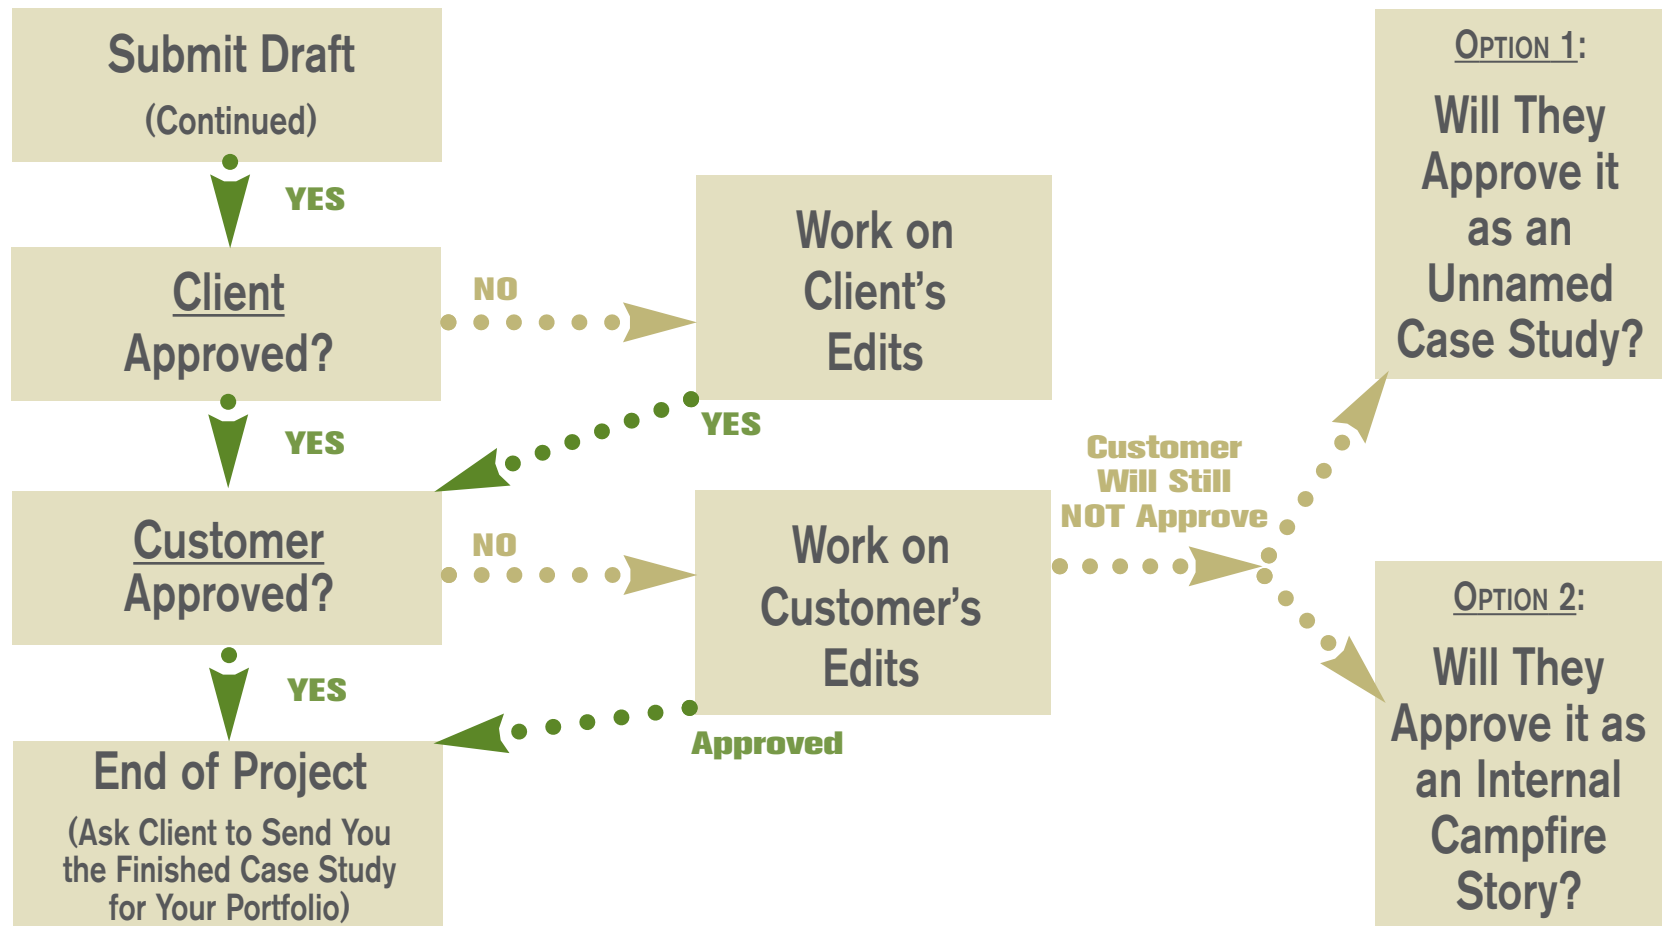 Submit Draft
(Continued)
YES
Client
Approved?
NO
Work on
Client's
Edits
YES
YES
Customer
Approved?
NO
Work on
Customer's
Edits
Customer
Will Still
NOT Approve
YES
Approved
End of Project
(Ask Client to Send You
the Finished Case Study
for Your Portfolio)
OPTION 1:
Will They
Approve it
as an
Unnamed
Case Study?
OPTION 2:
Will They
Approve it as
an Internal
Campfire
Story?